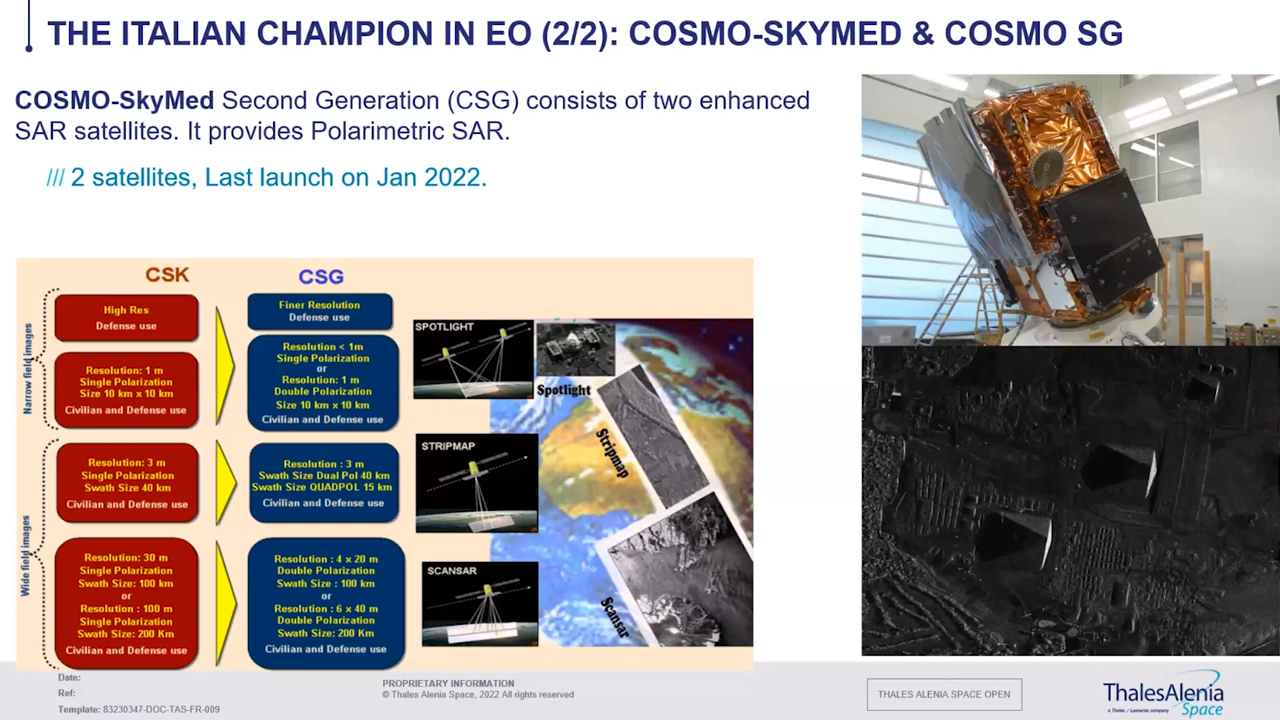 THE ITALIAN CHAMPION IN EO (2/2): COSMO-SKYMED & COSMO SG
COSMO-SkyMed Second Generation (CSG) consists of two enhanced
SAR satellites. It provides Polarimetric SAR.
/// 2 satellites, Last launch on Jan 2022.
CSK
CSG
Narrow field images
High Res
Defense use
Finer Resolution
Defense use
Resolution: 1 m
Single Polarization
Size 10 km x 10 km
Civilian and Defense use
Resolution < 1m
Single Polarization
or
Resolution: 1 m
Double Polarization
Size 10 km x 10 km
Civilian and Defense use
SPOTLIGHT
Spotlight
Wide field images
Resolution: 3 m
Single Polarization
Swath Size 40 km
Civilian and Defense use
Resolution : 3 m
Swath Size Dual Pol 40 km
Swath Size QUADPOL 15 km
Civilian and Defense use
STRIPMAP
Stripmap
Resolution: 30 m
Single Polarization
Swath Size: 100 km
or
Resolution : 100 m
Single Polarization
Swath Size: 200 Km
Civilian and Defense use
Resolution : 4 x 20 m
Double Polarization
Swath Size : 100 km
or
Resolution : 6 x 40 m
Double Polarization
Swath Size: 200 Km
Civilian and Defense use
SCANSAR
Scansar
Date:
Ref:
Template: 83230347-DOC-TAS-FR-009
PROPRIETARY INFORMATION
© Thales Alenia Space, 2022 All rights reserved
THALES ALENIA SPACE OPEN
ThalesAlenia
a Thales / Leonardo company
Space